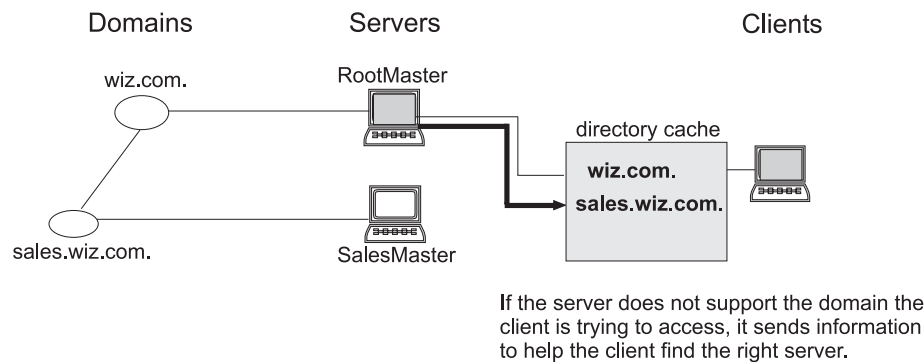 Domains
Servers
Clients
wiz.com.
RootMaster
directory cache
wiz.com.
sales.wiz.com.
sales.wiz.com.
SalesMaster
If the server does not support the domain the
client is trying to access, it sends information
to help the client find the right server.